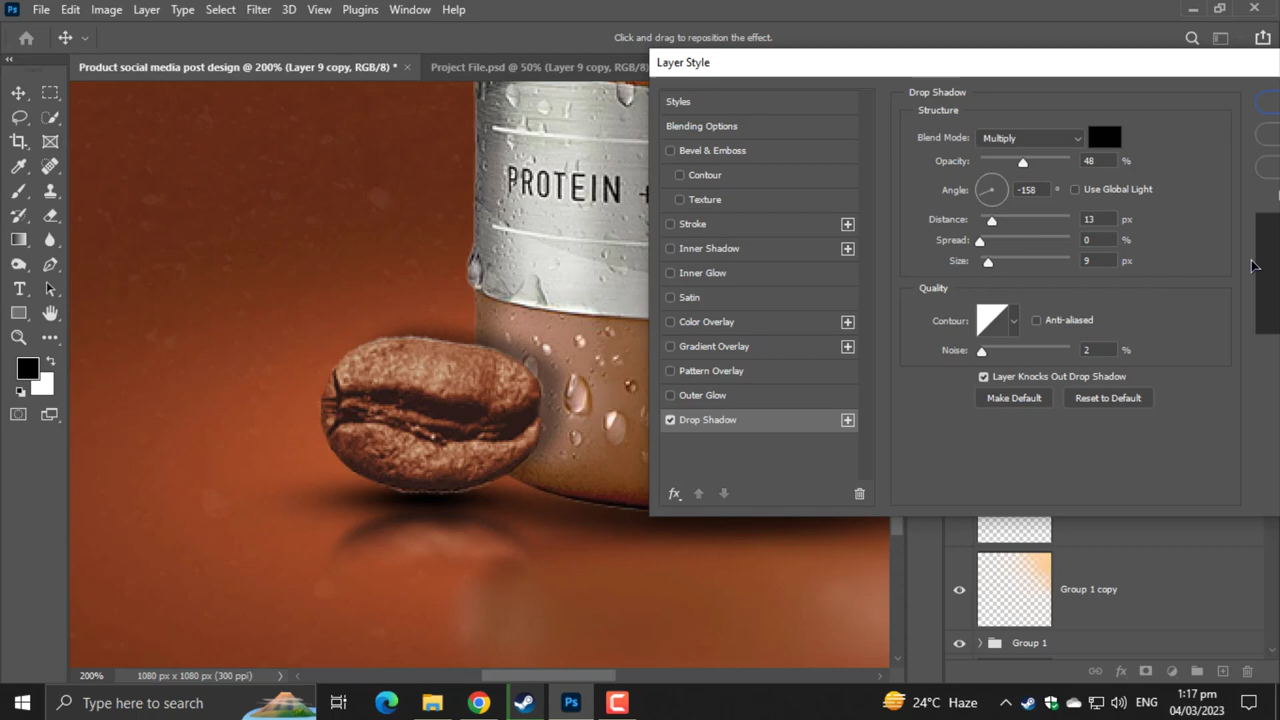 Ps File Edit Image Layer Type Select Filter 3D View Plugins Window Help
Click and drag to reposition the effect.
Product social media post design @ 200% (Layer 9 copy, RGB/8) * × Project File.psd @ 50% (Layer 9 copy, RGB/8)
Layer Style
Styles
Blending Options
Bevel & Emboss
Contour
Texture
Stroke
Inner Shadow
Inner Glow
Satin
Color Overlay
Gradient Overlay
Pattern Overlay
Outer Glow
Drop Shadow
fx
Drop Shadow
Structure
Blend Mode: Multiply
Opacity: 48 %
Angle: -158 ° Use Global Light
Distance: 13 px
Spread: 0 %
Size: 9 px
Quality
Contour: Anti-aliased
Noise: 2 %
Layer Knocks Out Drop Shadow
Make Default Reset to Default
PROTEIN +
Group 1 copy
Group 1
fx
200% 1080 px x 1080 px (300 ppi)
Type here to search
Ps
24°C Haze
1:17 pm
04/03/2023